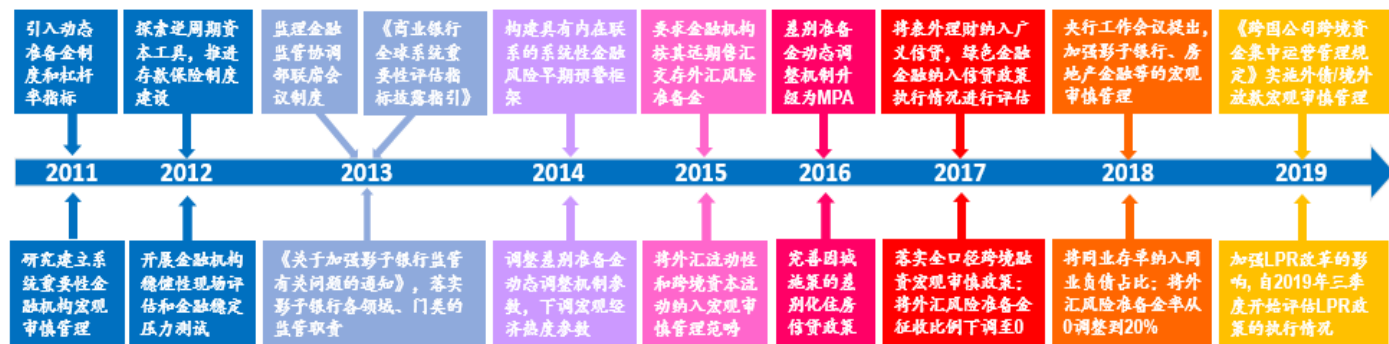 引入动态
准备金制
度和杠杆
率指标
探索逆周期资
本工具，推进
存款保险制度
建设
监理金融
监管协调
部联席会
议制度
《商业银行
全球系统重
要性评估指
标披露指引》
构建具有内在联
系的系统性金融
风险早期预警框
架
要求金融机构
按其远期售汇
交存外汇风险
准备金
差别准备
金动态调
整机制升
级为MPA
将表外理财纳入广
义信贷，绿色金融
金融纳入信贷政策
执行情况进行评估
央行工作会议提出，
加强影子银行、房
地产金融等的宏观
审慎管理
《跨国公司跨境资
金集中运营管理规
定》实施外债/境外
放款宏观审慎管理
2011
2012
2013
2014
2015
2016
2017
2018
2019
研究建立系
统重要性金
融机构宏观
审慎管理
开展金融机构
稳健性现场评
估和金融稳定
压力测试
《关于加强影子银行监管
有关问题的通知》，落实
影子银行各领域、门类的
监管职责
调整差别准备金
动态调整机制参
数，下调宏观经
济热度参数
将外汇流动性
和跨境资本流
动纳入宏观审
慎管理范畴
完善因城
施策的差
别化住房
信贷政策
落实全口径跨境融
资宏观审慎政策；
将外汇风险准备金
征收比例下调至0
将同业存单纳入同
业负债占比；将外
汇风险准备金率从
0调整到20%
加强LPR改革的影
响，自2019年三季
度开始评估LPR政
策的执行情况